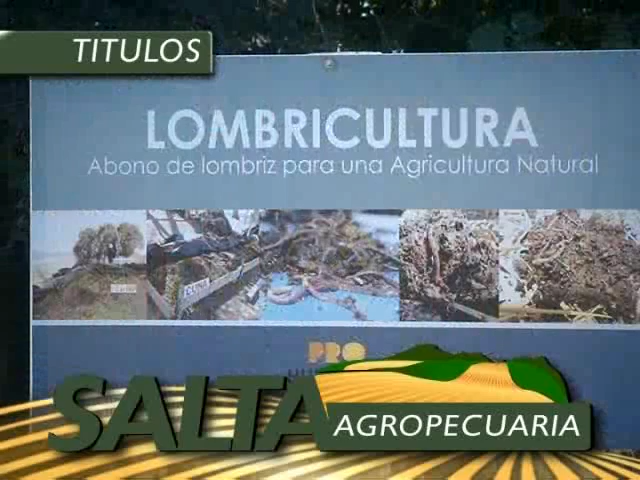 TITULOS
LOMBRICULTURA
Abono de lombriz para una Agricultura Natural
PRO
SALTA
AGROPECUARIA